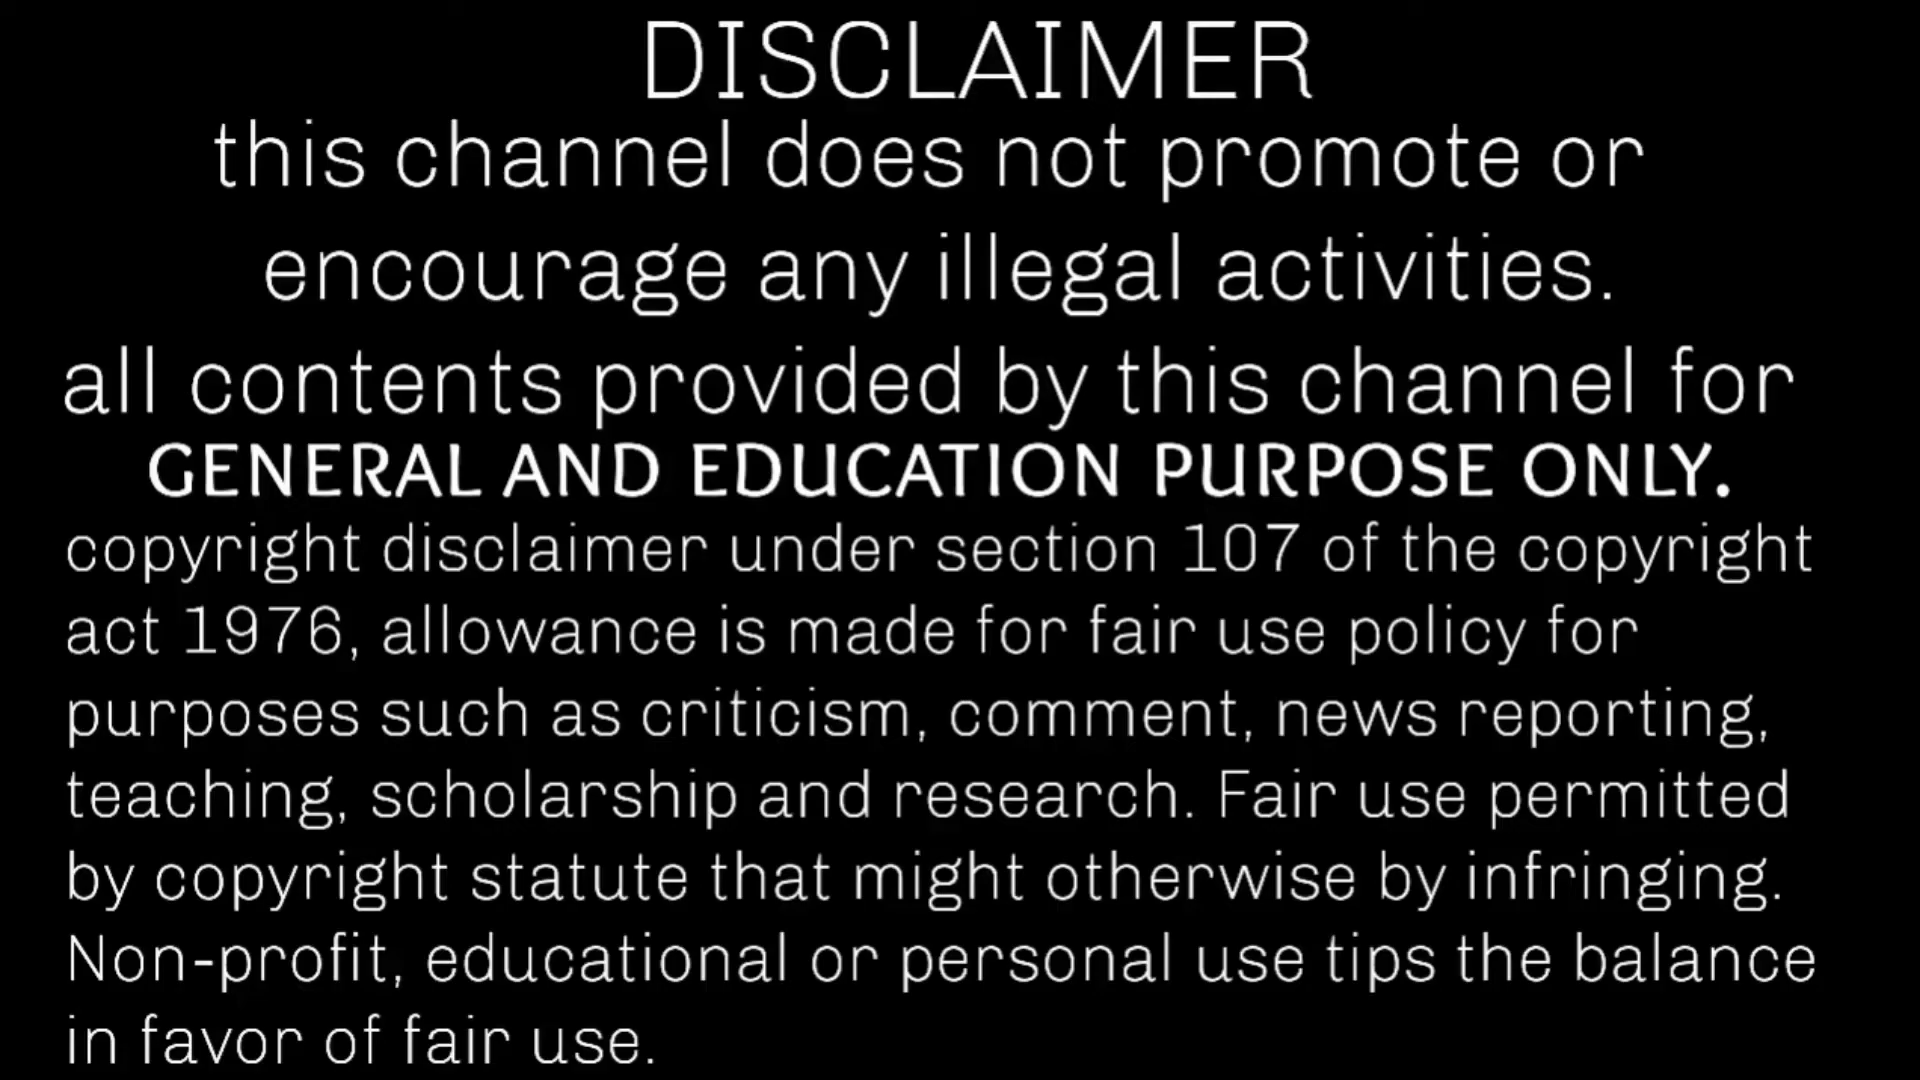 DISCLAIMER
this channel does not promote or
encourage any illegal activities.
all contents provided by this channel for
GENERAL AND EDUCATION PURPOSE ONLY.
copyright disclaimer under section 107 of the copyright
act 1976, allowance is made for fair use policy for
purposes such as criticism, comment, news reporting,
teaching, scholarship and research. Fair use permitted
by copyright statute that might otherwise by infringing.
Non-profit, educational or personal use tips the balance
in favor of fair use.